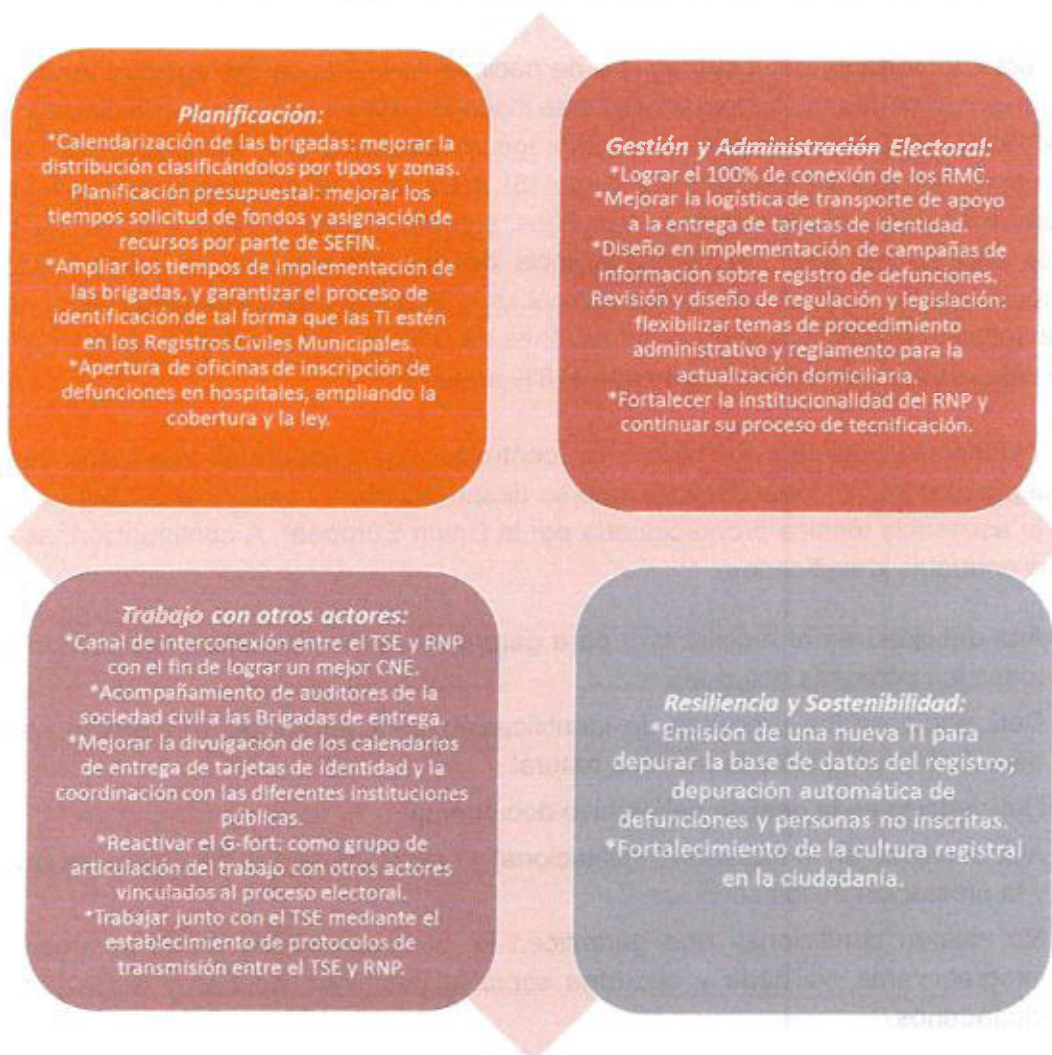 Planificación:
*Calendarización de las brigadas: mejorar la
distribución clasificándolos por tipos y zonas.
Planificación presupuestal: mejorar los
tiempos solicitud de fondos y asignación de
recursos por parte de SEFIN.
*Ampliar los tiempos de implementación de
las brigadas, y garantizar el proceso de
identificación de tal forma que las TI estén
en los Registros Civiles Municipales.
*Apertura de oficinas de inscripción de
defunciones en hospitales, ampliando la
cobertura y la ley.
Gestión y Administración Electoral:
*Lograr el 100% de conexión de los RMC.
*Mejorar la logística de transporte de apoyo
a la entrega de tarjetas de identidad.
*Diseño en implementación de campañas de
información sobre registro de defunciones.
Revisión y diseño de regulación y legislación:
flexibilizar temas de procedimiento
administrativo y reglamento para la
actualización domiciliaria.
*Fortalecer la institucionalidad del RNP y
continuar su proceso de tecnificación.
Trabajo con otros actores:
*Canal de interconexión entre el TSE y RNP
con el fin de lograr un mejor CNE.
*Acompañamiento de auditores de la
sociedad civil a las Brigadas de entrega.
*Mejorar la divulgación de los calendarios
de entrega de tarjetas de identidad y la
coordinación con las diferentes instituciones
públicas.
*Reactivar el G-fort: como grupo de
articulación del trabajo con otros actores
vinculados al proceso electoral.
*Trabajar junto con el TSE mediante el
establecimiento de protocolos de
transmisión entre el TSE y RNP.
Resiliencia y Sostenibilidad:
*Emisión de una nueva TI para
depurar la base de datos del registro;
depuración automática de
defunciones y personas no inscritas.
*Fortalecimiento de la cultura registral
en la ciudadanía.